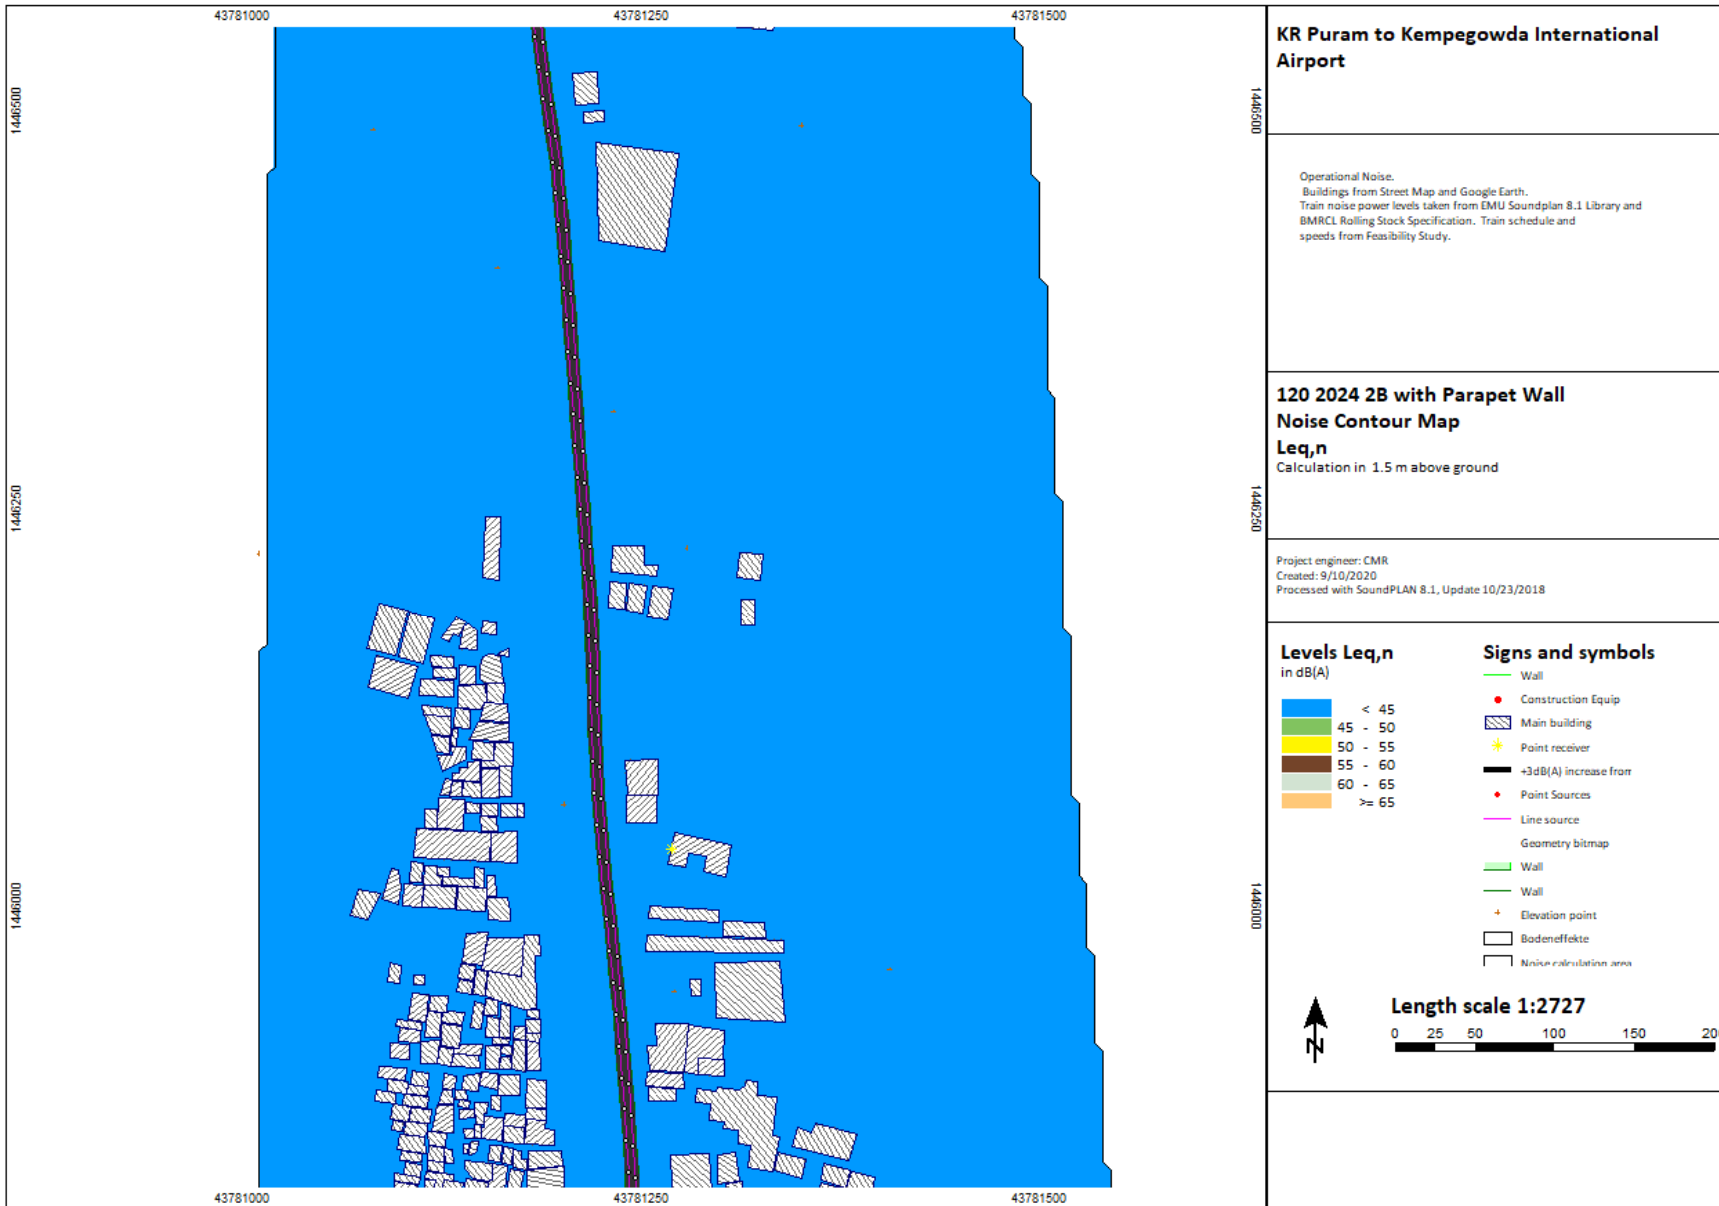 43781000 43781250 43781500
1446500 1446500
1446250 1446250
1446000 1446000
43781000 43781250 43781500
KR Puram to Kempegowda International
Airport
Operational Noise.
Buildings from Street Map and Google Earth.
Train noise power levels taken from EMU Soundplan 8.1 Library and
BMRCL Rolling Stock Specification. Train schedule and
speeds from Feasibility Study.
120 2024 2B with Parapet Wall
Noise Contour Map
Leq,n
Calculation in 1.5 m above ground
Project engineer: CMR
Created: 9/10/2020
Processed with SoundPLAN 8.1, Update 10/23/2018
Levels Leq,n
in dB(A)
< 45
45 - 50
50 - 55
55 - 60
60 - 65
>= 65
Signs and symbols
Wall
Construction Equip
Main building
Point receiver
+3dB(A) increase from
Point Sources
Line source
Geometry bitmap
Wall
Wall
Elevation point
Bodeneffekte
Noise calculation area
N
Length scale 1:2727
0 25 50 100 150 20